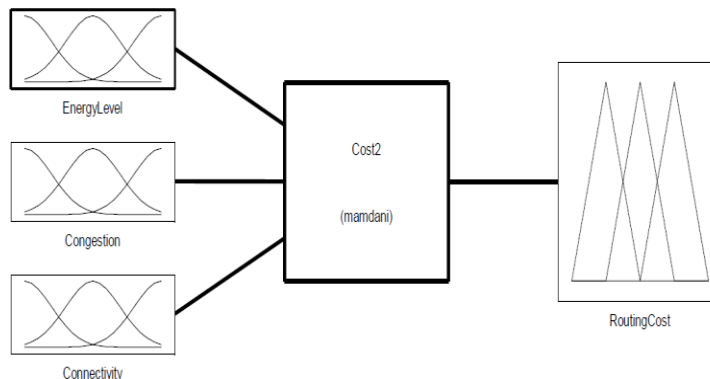 EnergyLevel
Congestion
Connectivity
Cost2
(mamdani)
RoutingCost